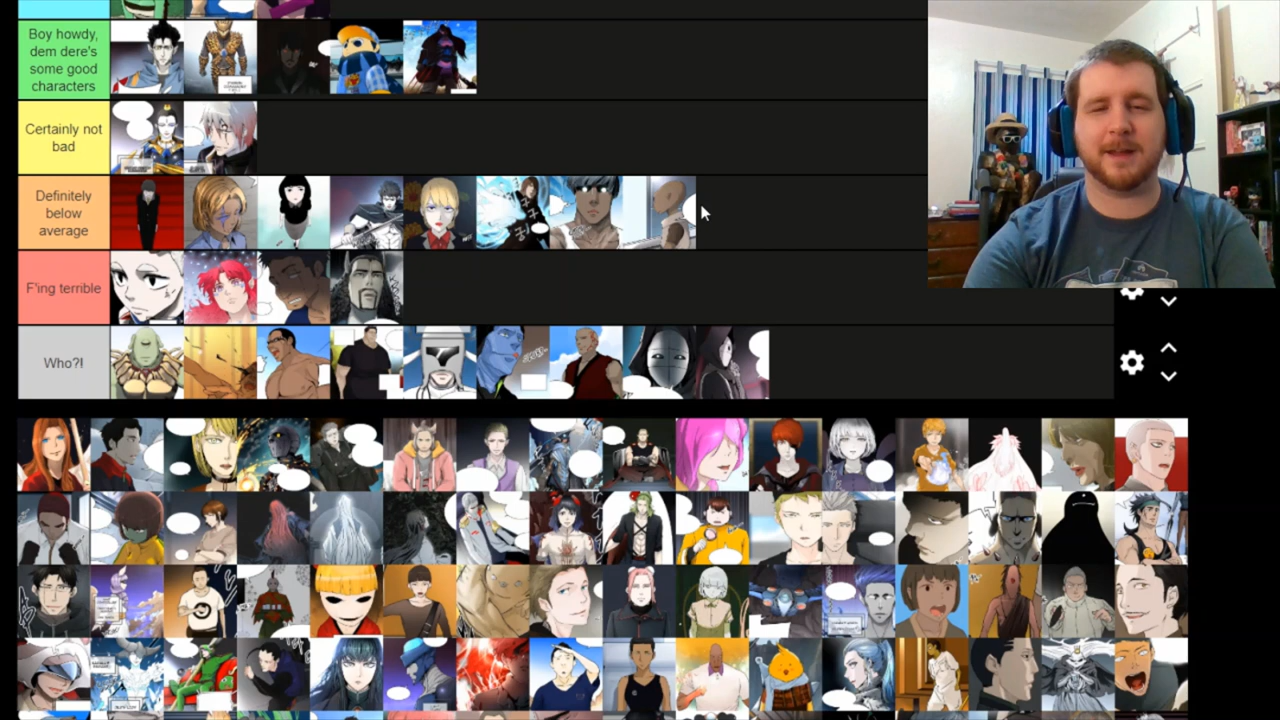 Boy howdy,
dem dere's
some good
characters
Certainly not
bad
Definitely
below
average
F'ing terrible
Who?!